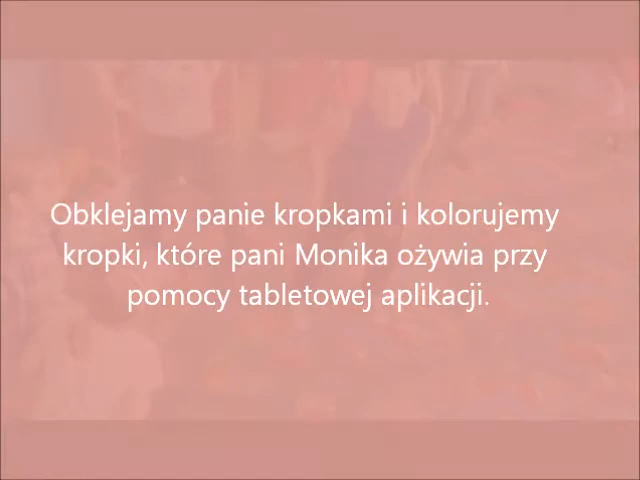 Obklejamy panie kropkami i kolorujemy
kropki, które pani Monika ożywia przy
pomocy tabletowej aplikacji.